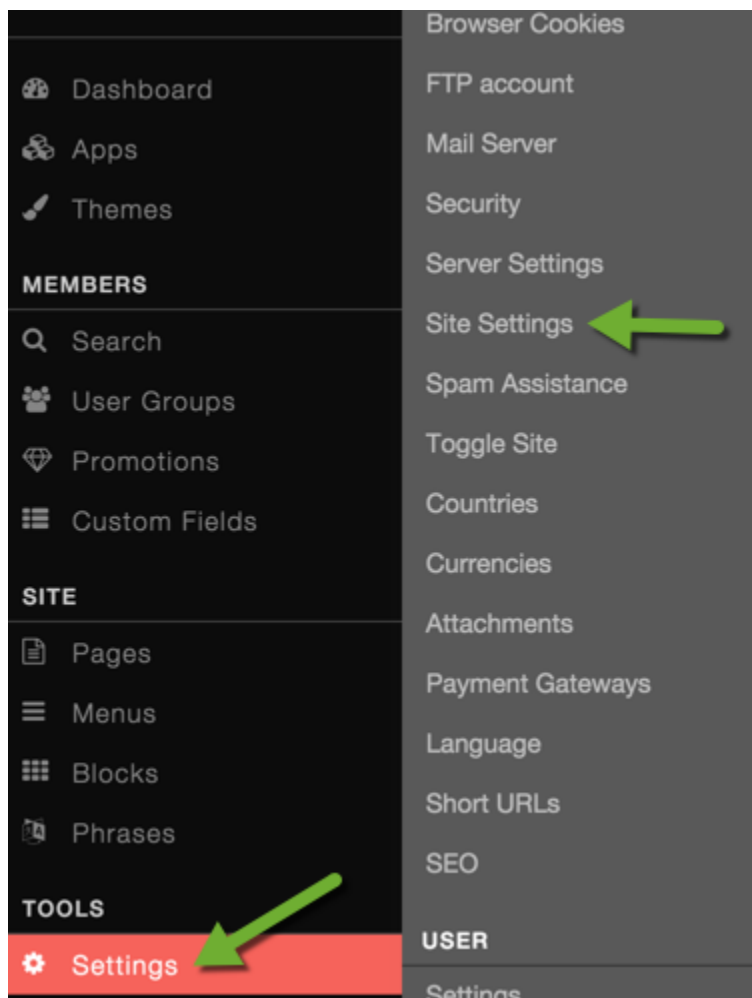 Dashboard
Apps
Themes
MEMBERS
Search
User Groups
Promotions
Custom Fields
SITE
Pages
Menus
Blocks
Phrases
TOOLS
Settings
Browser Cookies
FTP account
Mail Server
Security
Server Settings
Site Settings
Spam Assistance
Toggle Site
Countries
Currencies
Attachments
Payment Gateways
Language
Short URLs
SEO
USER
Settings